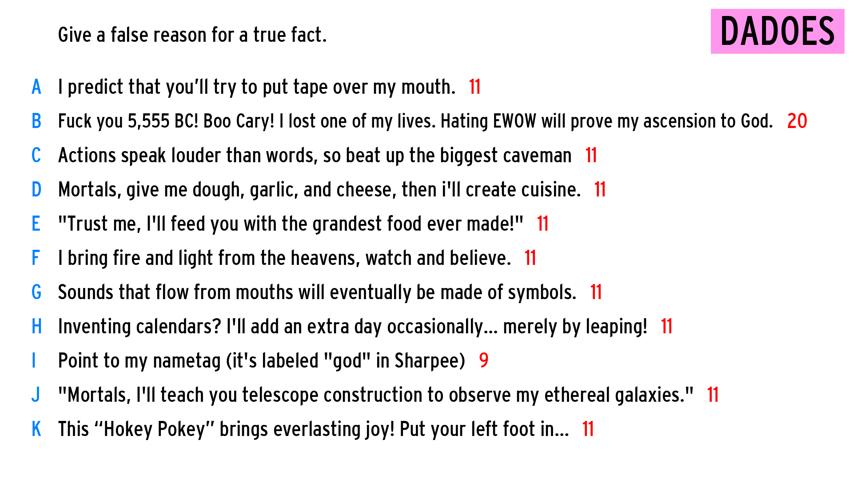 Give a false reason for a true fact.
DADOES
A I predict that you’ll try to put tape over my mouth. 11
B Fuck you 5,555 BC! Boo Cary! I lost one of my lives. Hating EWOW will prove my ascension to God. 20
C Actions speak louder than words, so beat up the biggest caveman 11
D Mortals, give me dough, garlic, and cheese, then i'll create cuisine. 11
E "Trust me, I'll feed you with the grandest food ever made!" 11
F I bring fire and light from the heavens, watch and believe. 11
G Sounds that flow from mouths will eventually be made of symbols. 11
H Inventing calendars? I'll add an extra day occasionally... merely by leaping! 11
I Point to my nametag (it's labeled "god" in Sharpee) 9
J "Mortals, I'll teach you telescope construction to observe my ethereal galaxies." 11
K This “Hokey Pokey” brings everlasting joy! Put your left foot in... 11